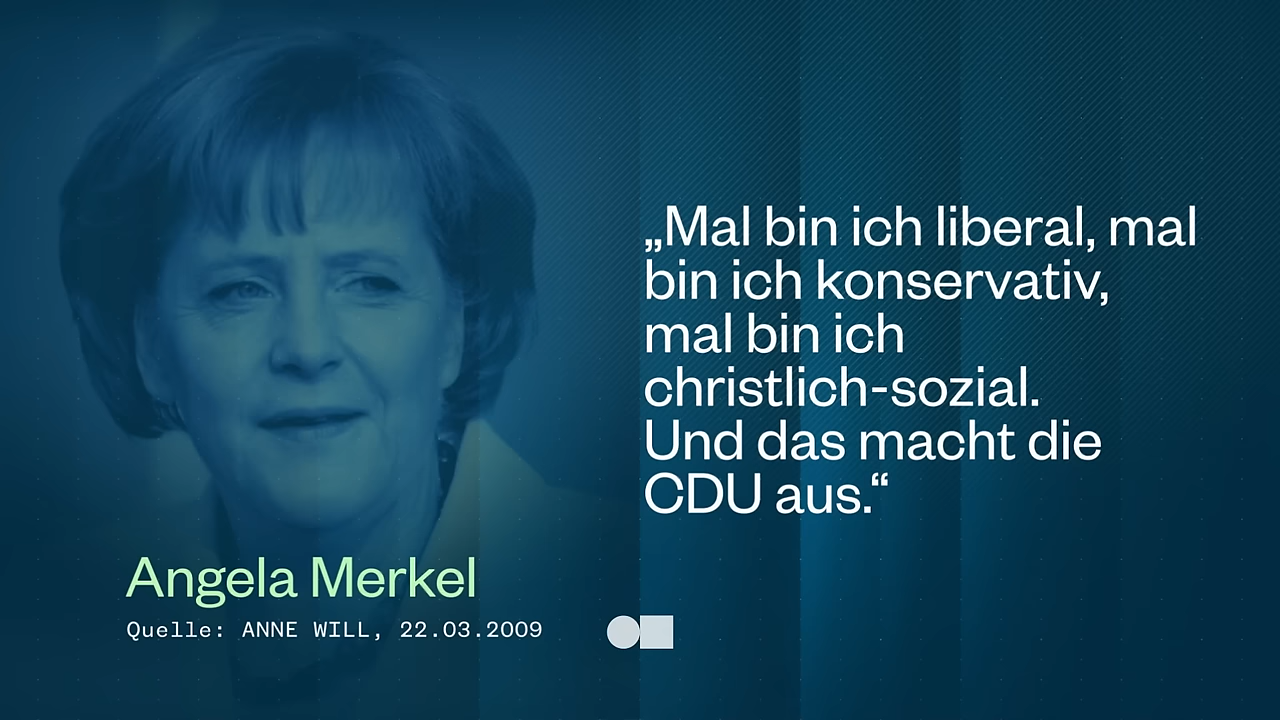 „Mal bin ich liberal, mal
bin ich konservativ,
mal bin ich
christlich-sozial.
Und das macht die
CDU aus.“
Angela Merkel
Quelle: ANNE WILL, 22.03.2009